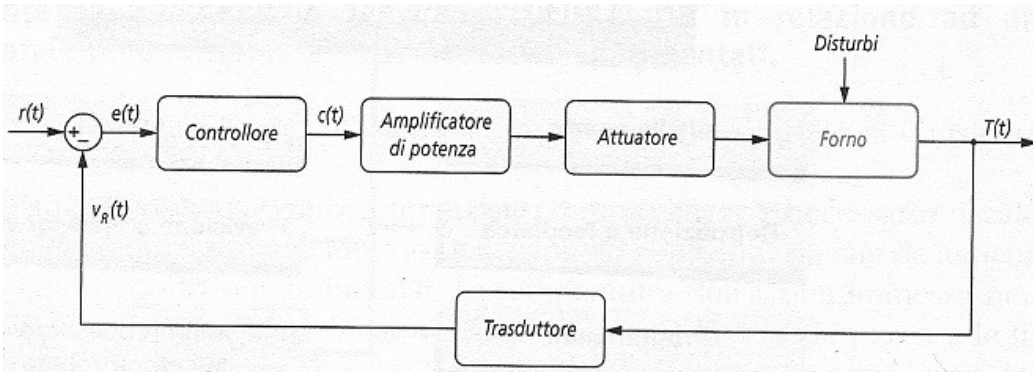 Disturbi
r(t)
+
−
e(t)
Controllore
c(t)
Amplificatore
di potenza
Attuatore
Forno
T(t)
v_R(t)
Trasduttore